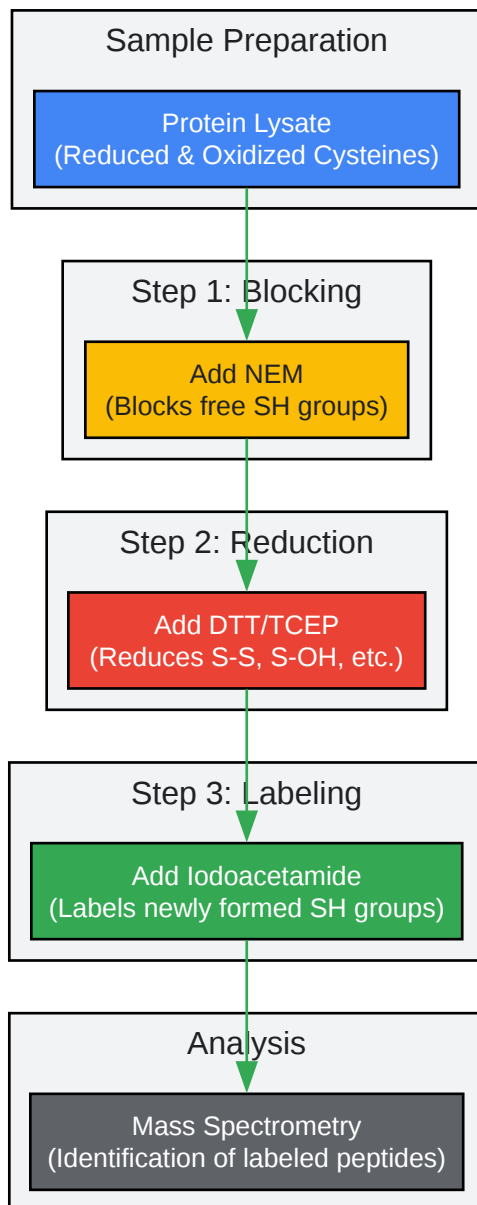 Sample Preparation
Protein Lysate
(Reduced & Oxidized Cysteines)
Step 1: Blocking
Add NEM
(Blocks free SH groups)
Step 2: Reduction
Add DTT/TCEP
(Reduces S-S, S-OH, etc.)
Step 3: Labeling
Add Iodoacetamide
(Labels newly formed SH groups)
Analysis
Mass Spectrometry
(Identification of labeled peptides)